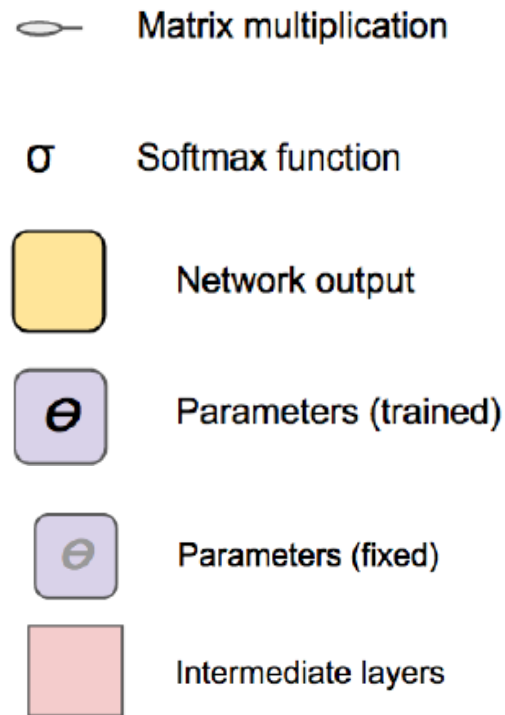 Matrix multiplication
σ Softmax function
Network output
ϴ Parameters (trained)
ϴ Parameters (fixed)
Intermediate layers